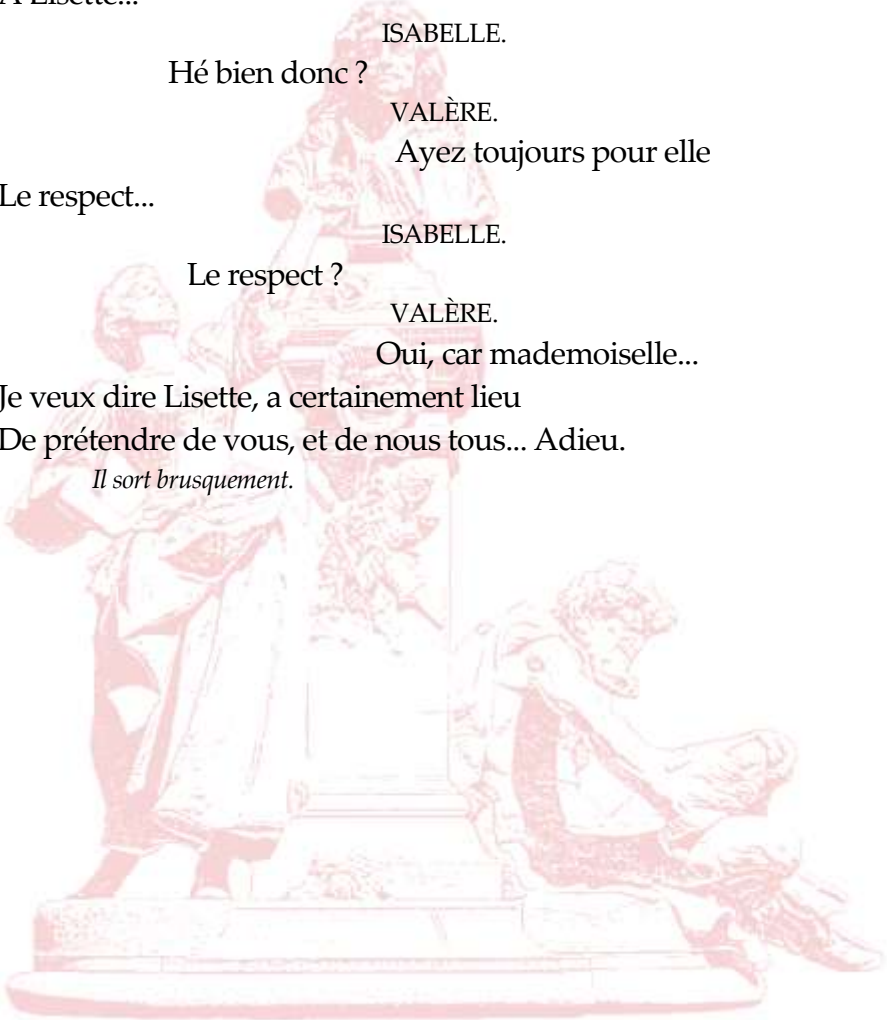 À Lisette...
ISABELLE.
Hé bien donc ?
VALÈRE.
Ayez toujours pour elle
Le respect...
ISABELLE.
Le respect ?
VALÈRE.
Oui, car mademoiselle...
Je veux dire Lisette, a certainement lieu
De prétendre de vous, et de nous tous... Adieu.
Il sort brusquement.